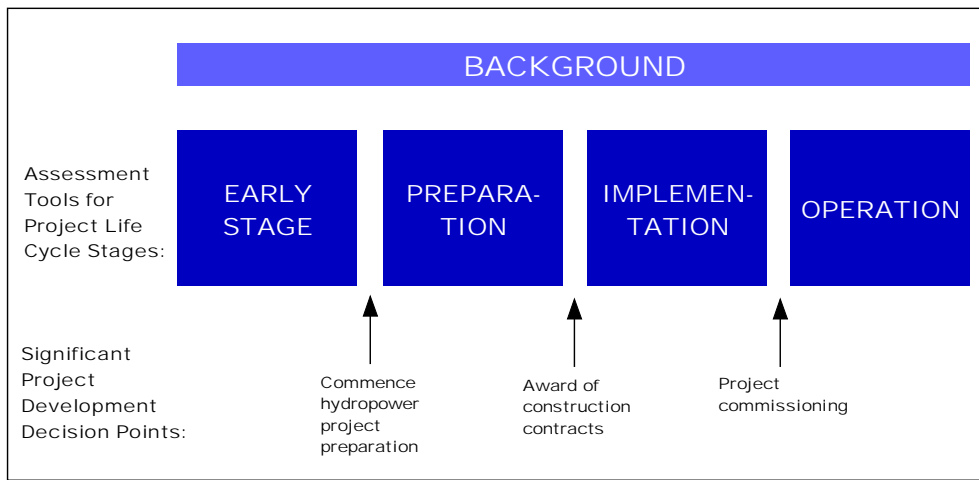 BACKGROUND
Assessment
Tools for
Project Life
Cycle Stages:
EARLY
STAGE
PREPARA-
TION
IMPLEMEN-
TATION
OPERATION
Significant
Project
Development
Decision Points:
Commence
hydropower
project
preparation
Award of
construction
contracts
Project
commissioning